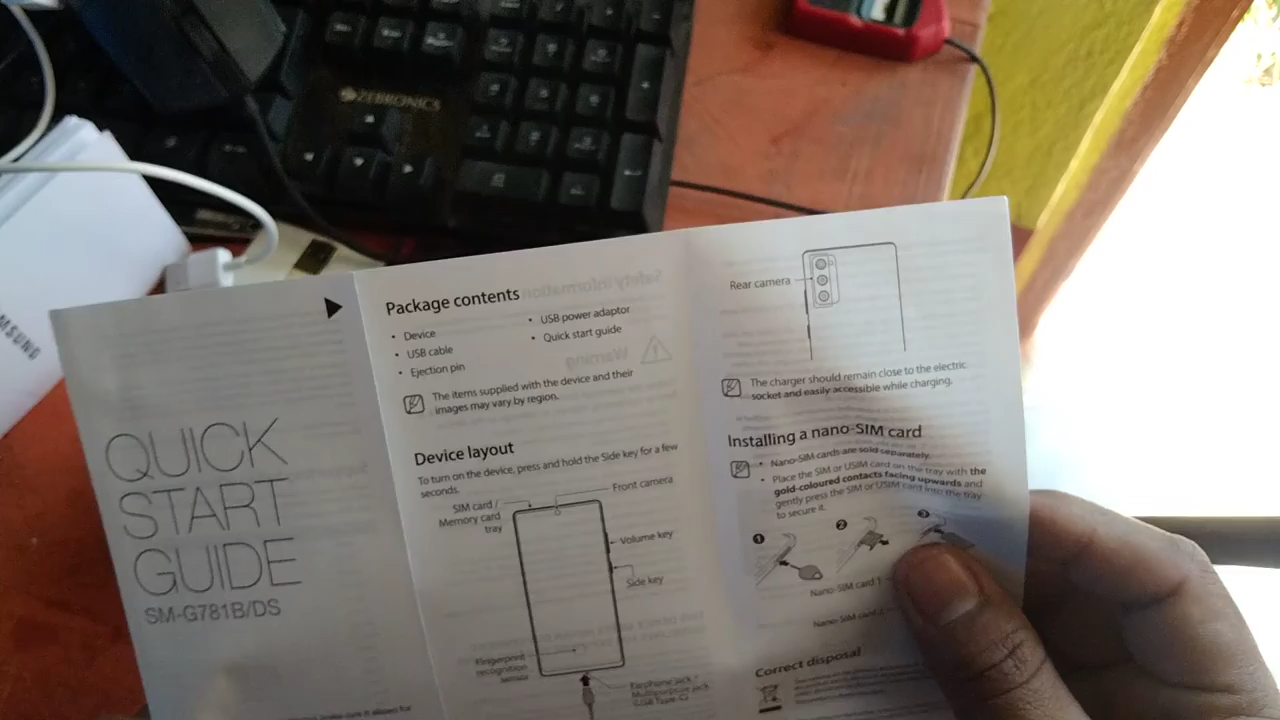 ZEBRONICS
QUICK
START
GUIDE
SM-G781B/DS
Package contents
• Device
• USB cable
• Ejection pin
• USB power adaptor
• Quick start guide
The items supplied with the device and their
images may vary by region.
Device layout
To turn on the device, press and hold the Side key for a few
seconds.
SIM card /
Memory card
tray
Front camera
Volume key
Side key
Fingerprint
recognition
sensor
Earphone jack /
Multipurpose jack
(USB Type-C)
Rear camera
The charger should remain close to the electric
socket and easily accessible while charging.
Installing a nano-SIM card
• Nano-SIM cards are sold separately.
• Place the SIM or USIM card on the tray with the
gold-coloured contacts facing upwards and
gently press the SIM or USIM card into the tray
to secure it.
1
2
3
Nano-SIM card 1
Nano-SIM card 2
Correct disposal
Safety information
Warning